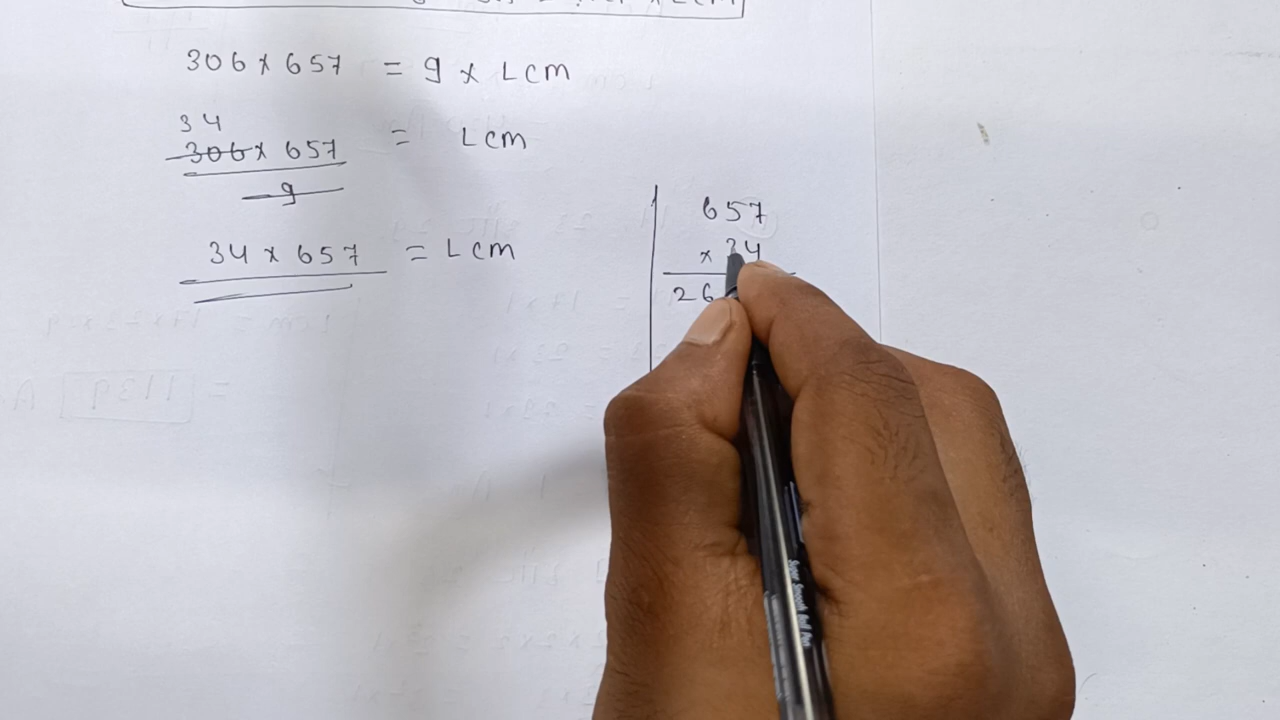 306 x 657 = 9 x Lcm
34
306 x 657 = Lcm
9
34 x 657 = Lcm
657
x 34
26